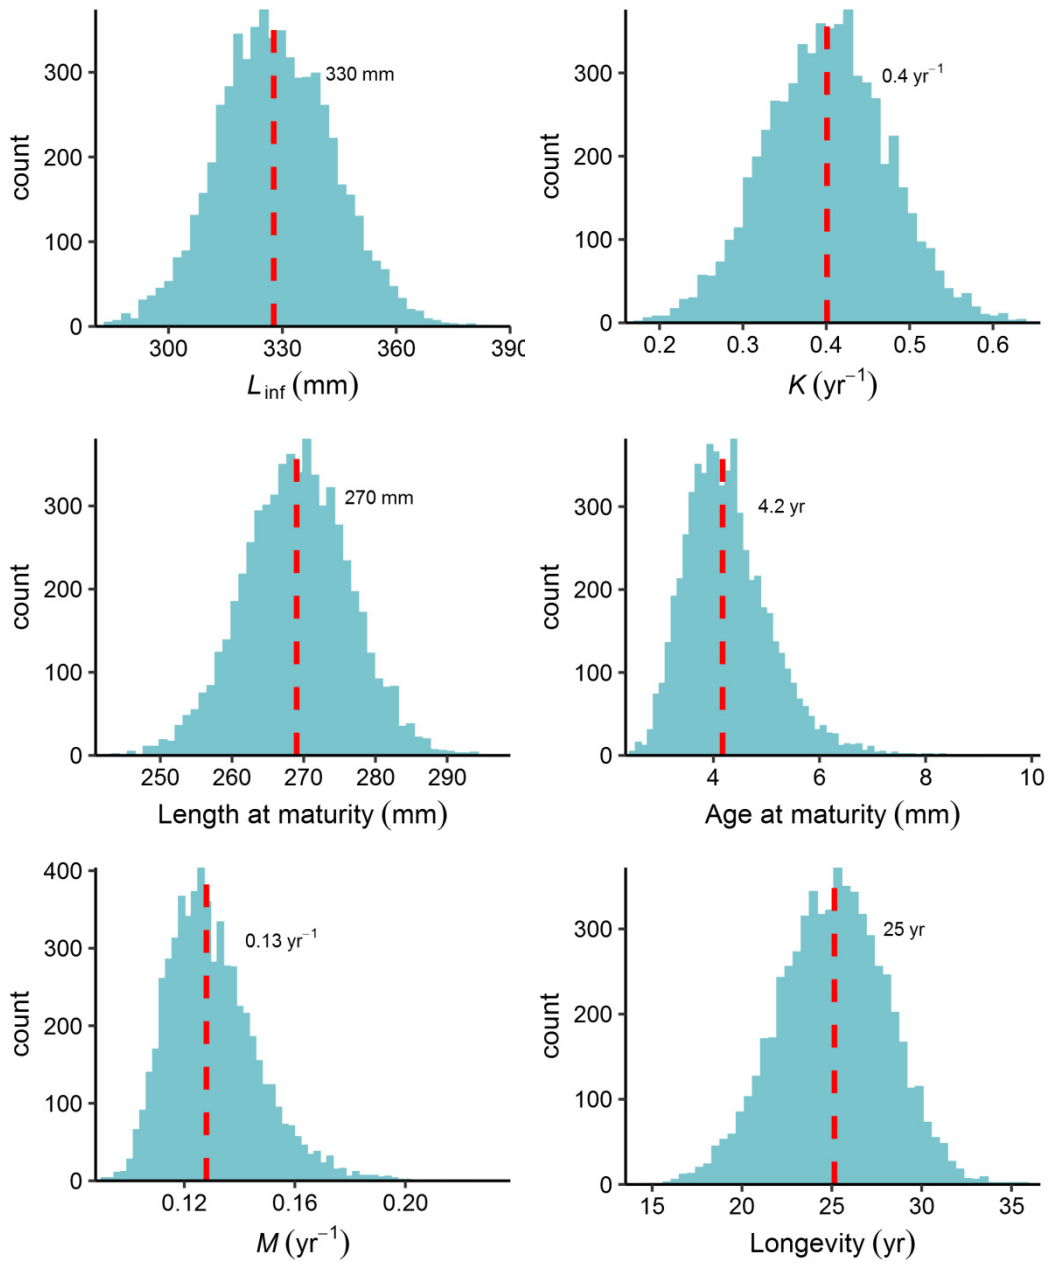 count
300
200
100
0
330 mm
300
330
360
390
L inf (mm)
count
300
200
100
0
0.4 yr⁻¹
0.2
0.3
0.4
0.5
0.6
K (yr⁻¹)
count
300
200
100
0
270 mm
250
260
270
280
290
Length at maturity (mm)
count
300
200
100
0
4.2 yr
4
6
8
10
Age at maturity (mm)
count
400
300
200
100
0
0.13 yr⁻¹
0.12
0.16
0.20
M (yr⁻¹)
count
300
200
100
0
25 yr
15
20
25
30
35
Longevity (yr)